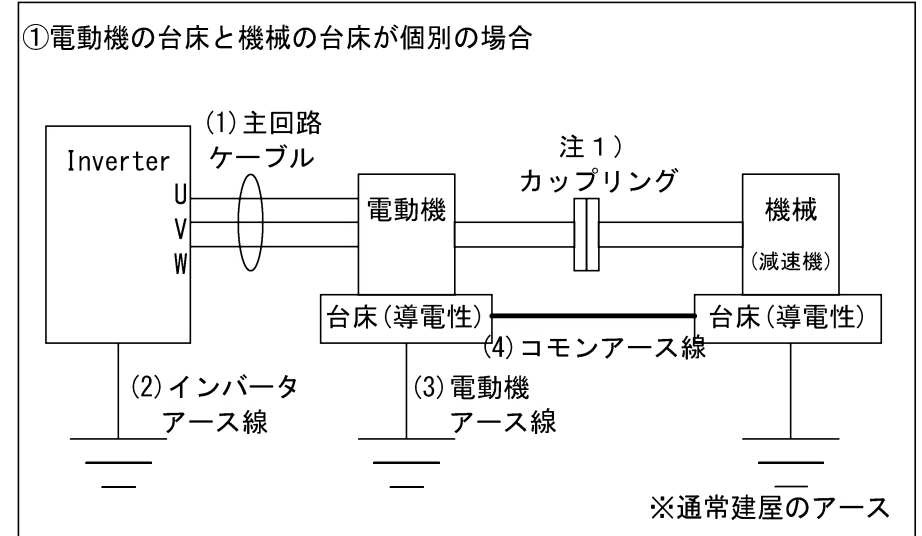 ①電動機の台床と機械の台床が個別の場合
(1)主回路
ケーブル
注１)
カップリング
Inverter
U
V
W
電動機
機械
(減速機)
台床(導電性)
台床(導電性)
(4)コモンアース線
(2)インバータ
アース線
(3)電動機
アース線
※通常建屋のアース